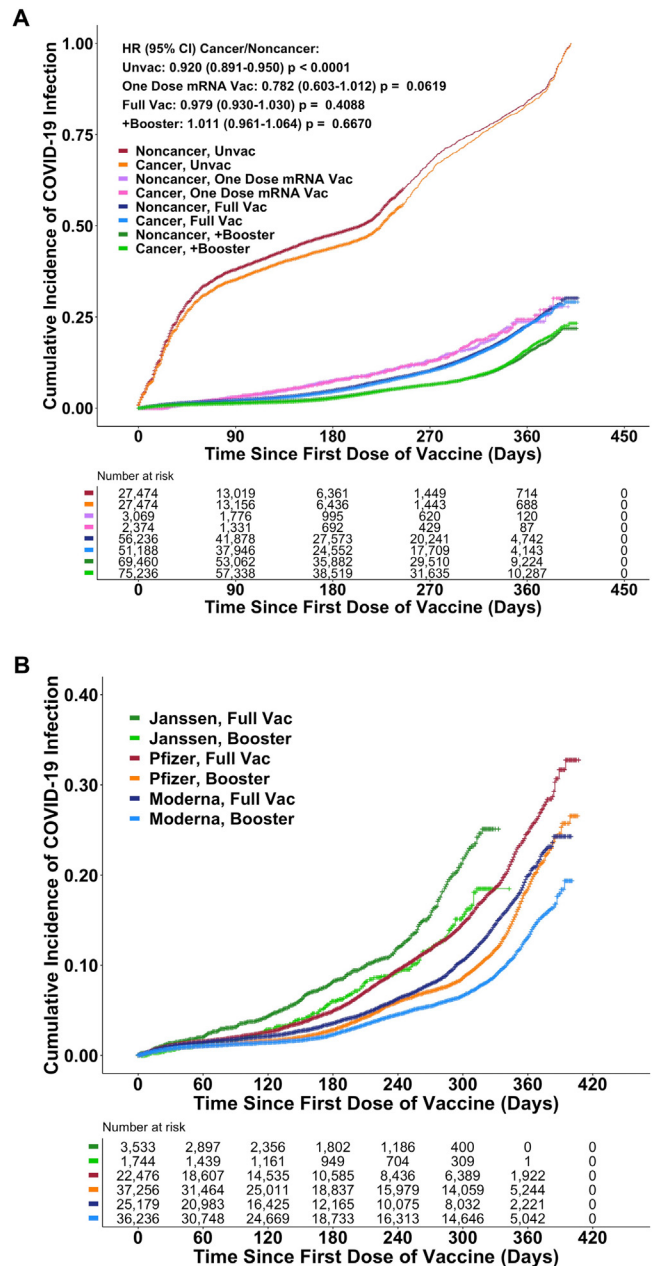 A
Cumulative Incidence of COVID-19 Infection
1.00
0.75
0.50
0.25
0.00
HR (95% CI) Cancer/Noncancer:
Unvac: 0.920 (0.891-0.950) p < 0.0001
One Dose mRNA Vac: 0.782 (0.603-1.012) p = 0.0619
Full Vac: 0.979 (0.930-1.030) p = 0.4088
+Booster: 1.011 (0.961-1.064) p = 0.6670
Noncancer, Unvac
Cancer, Unvac
Noncancer, One Dose mRNA Vac
Cancer, One Dose mRNA Vac
Noncancer, Full Vac
Cancer, Full Vac
Noncancer, +Booster
Cancer, +Booster
0 90 180 270 360 450
Time Since First Dose of Vaccine (Days)
Number at risk
27,474 13,019 6,361 1,449 714 0
27,474 13,156 6,436 1,443 688 0
3,069 1,776 995 620 120 0
2,374 1,331 692 429 87 0
56,236 41,878 27,573 20,241 4,742 0
51,188 37,946 24,552 17,709 4,143 0
69,460 53,062 35,882 29,510 9,224 0
75,236 57,338 38,519 31,635 10,287 0
0 90 180 270 360 450
Time Since First Dose of Vaccine (Days)
B
Cumulative Incidence of COVID-19 Infection
0.40
0.30
0.20
0.10
0.00
Janssen, Full Vac
Janssen, Booster
Pfizer, Full Vac
Pfizer, Booster
Moderna, Full Vac
Moderna, Booster
0 60 120 180 240 300 360 420
Time Since First Dose of Vaccine (Days)
Number at risk
3,533 2,897 2,356 1,802 1,186 400 0 0
1,744 1,439 1,161 949 704 309 1 0
22,476 18,607 14,535 10,585 8,436 6,389 1,922 0
37,256 31,464 25,011 18,837 15,979 14,059 5,244 0
25,179 20,983 16,425 12,165 10,075 8,032 2,221 0
36,236 30,748 24,669 18,733 16,313 14,646 5,042 0
0 60 120 180 240 300 360 420
Time Since First Dose of Vaccine (Days)